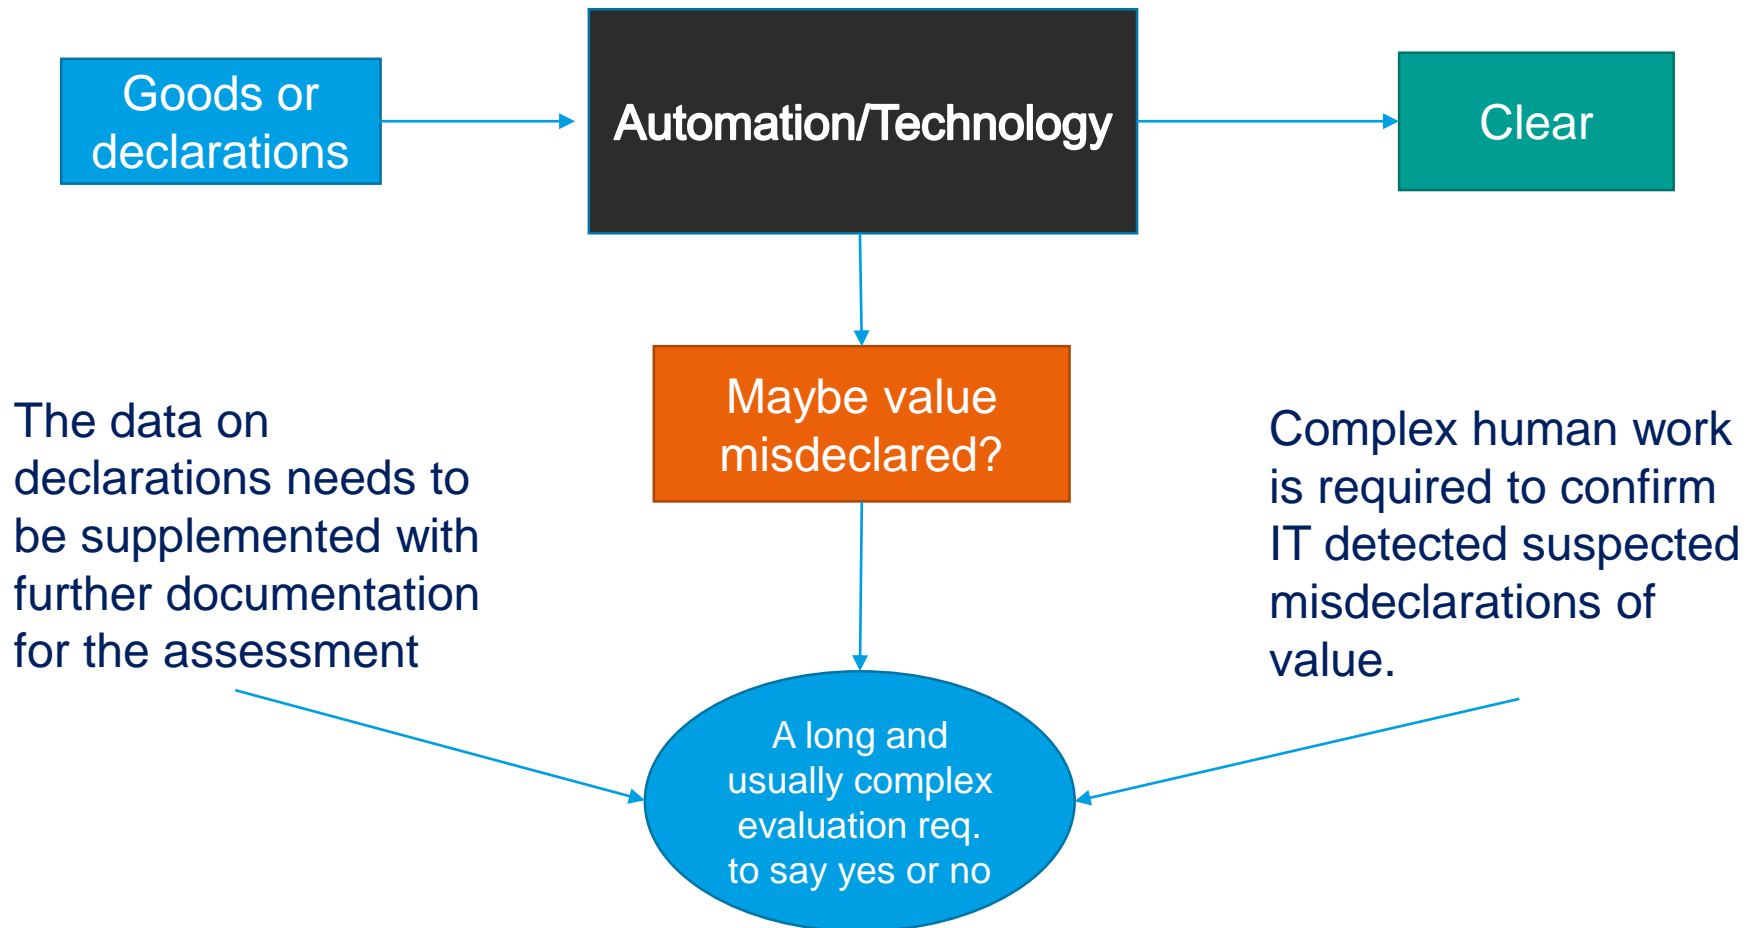 Goods or
declarations
Automation/Technology
Clear
Maybe value
misdeclared?
The data on
declarations needs to
be supplemented with
further documentation
for the assessment
Complex human work
is required to confirm
IT detected suspected
misdeclarations of
value.
A long and
usually complex
evaluation req.
to say yes or no